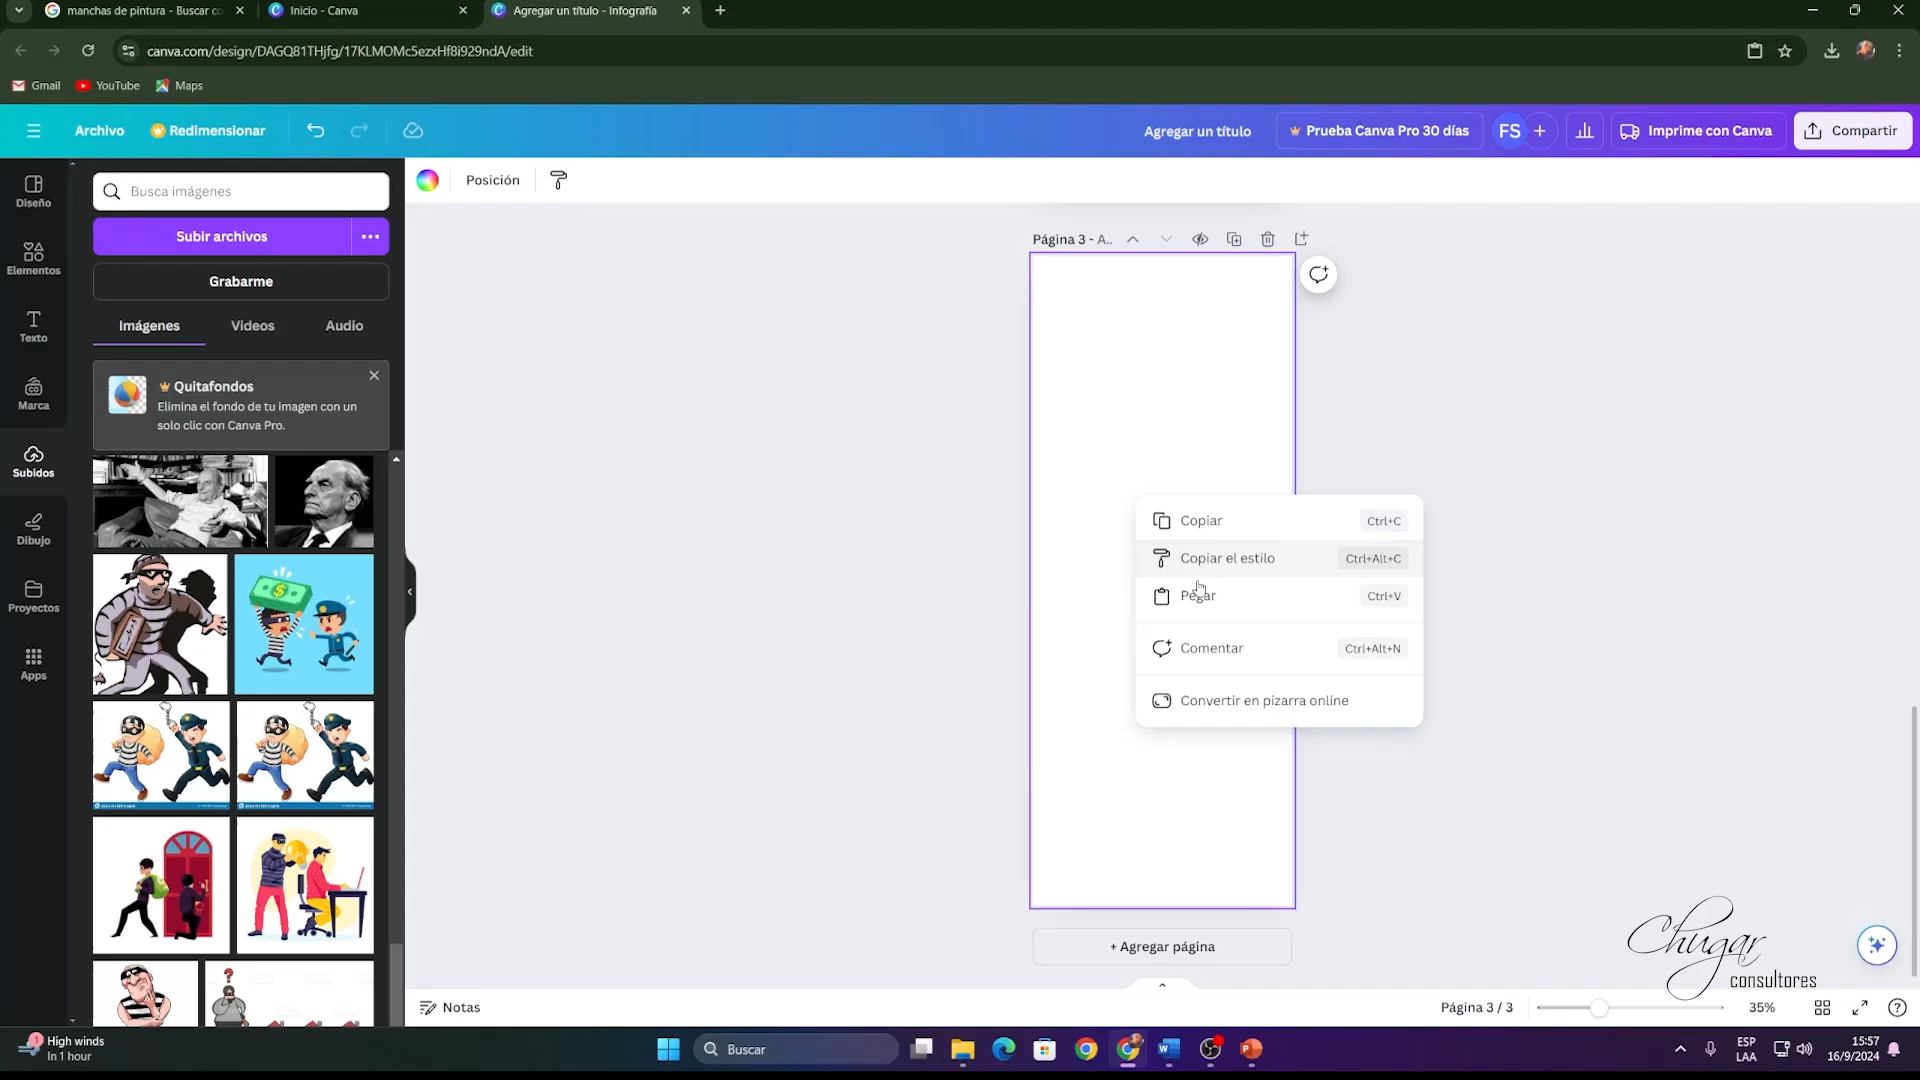 manchas de pintura - Buscar co
Inicio - Canva
Agregar un título - Infografía
canva.com/design/DAGQ81THjfg/17KLMOMc5ezxHf8i929ndA/edit
Gmail
YouTube
Maps
Archivo
Redimensionar
Agregar un título
Prueba Canva Pro 30 días
FS
Imprime con Canva
Compartir
Diseño
Elementos
Texto
Marca
Subidos
Dibujo
Proyectos
Apps
Busca imágenes
Subir archivos
Grabarme
Imágenes
Videos
Audio
Quitafondos
Elimina el fondo de tu imagen con un
solo clic con Canva Pro.
Posición
Página 3 - A..
Copiar
Ctrl+C
Copiar el estilo
Ctrl+Alt+C
Pegar
Ctrl+V
Comentar
Ctrl+Alt+N
Convertir en pizarra online
+ Agregar página
Chugar
consultores
Notas
Página 3 / 3
35%
High winds
In 1 hour
Buscar
ESP
LAA
15:57
16/9/2024